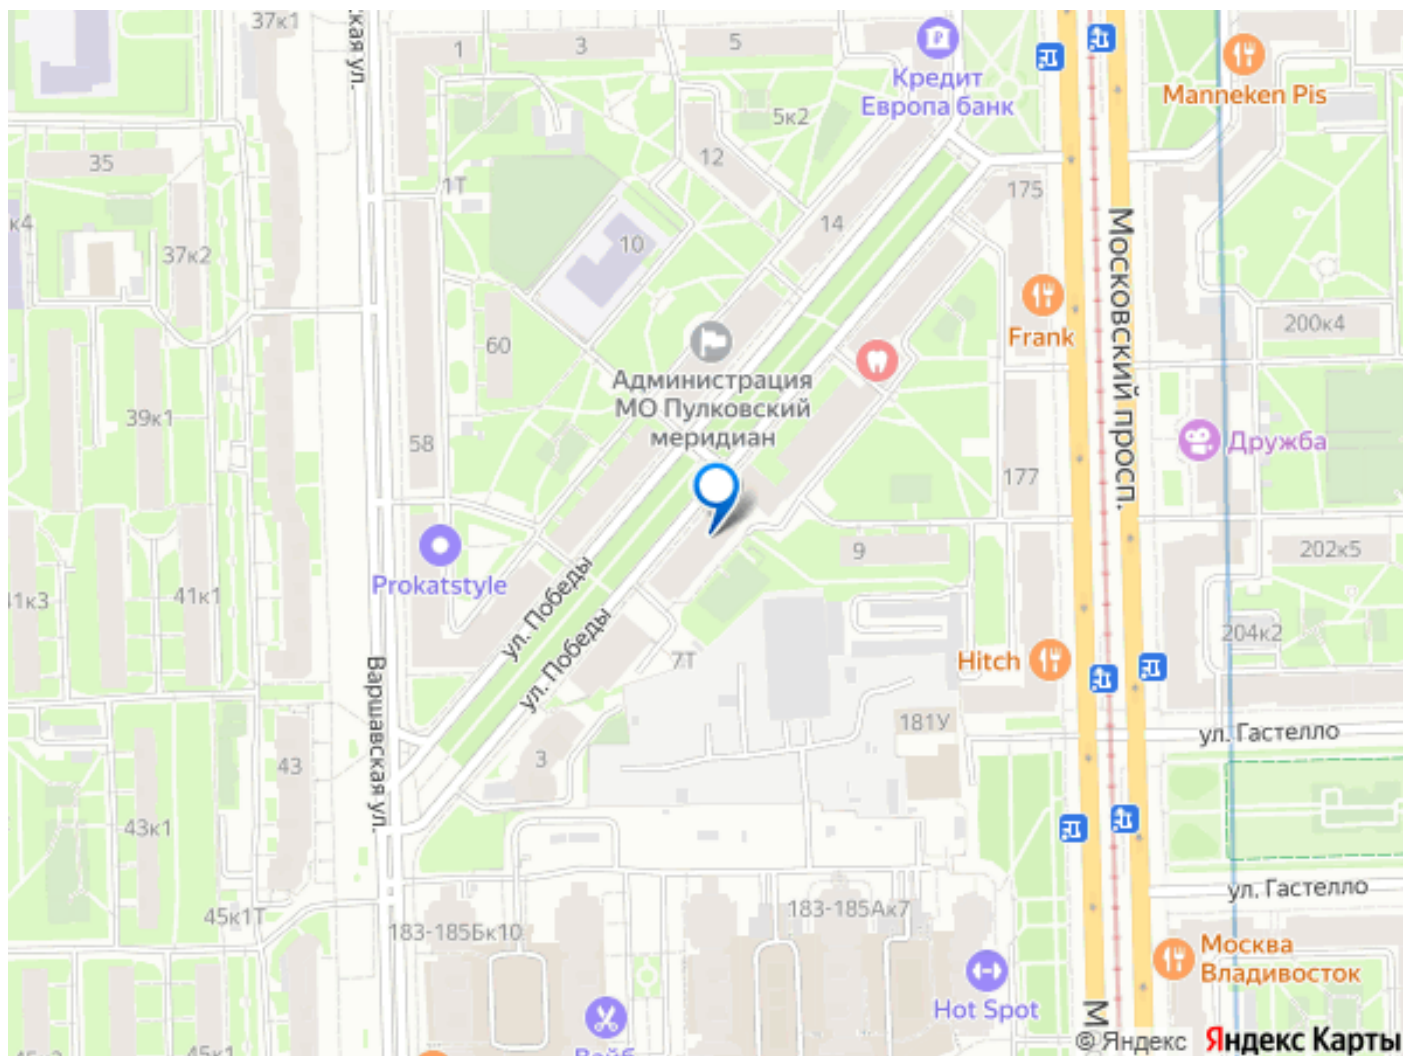 37к1
ская ул.
1
3
5
Кредит
Европа банк
Manneken Pis
5к2
12
35
1Т
175
к4
14
10
37к2
Московский просп.
200к4
Frank
60
Администрация
МО Пулковский
меридиан
39к1
58
Дружба
177
9
202к5
Prokatstyle
41к3
41к1
ул. Победы
ул. Победы
204к2
7Т
Hitch
Варшавская ул.
181У
ул. Гастелло
3
43
43к1
ул. Гастелло
45к1Т
183-185Бк10
183-185Ак7
Москва
Владивосток
Hot Spot
М
© Яндекс
Яндекс Карты
45к1